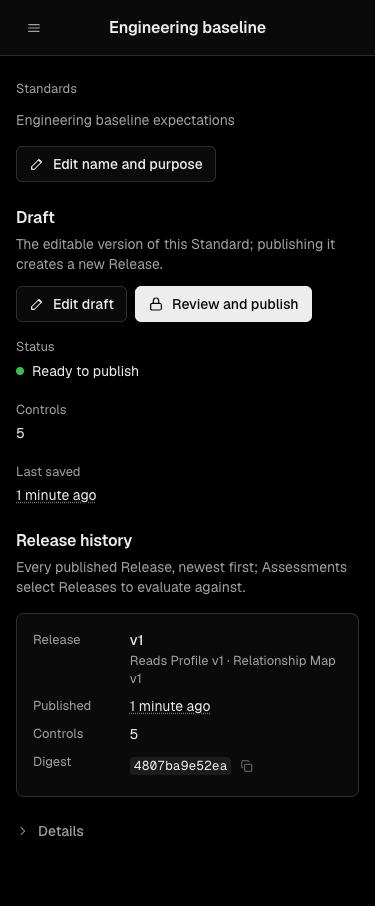 Engineering baseline
Standards
Engineering baseline expectations
Edit name and purpose
Draft
The editable version of this Standard; publishing it
creates a new Release.
Edit draft
Review and publish
Status
Ready to publish
Controls
5
Last saved
1 minute ago
Release history
Every published Release, newest first; Assessments
select Releases to evaluate against.
Release
v1
Reads Profile v1 · Relationship Map
v1
Published
1 minute ago
Controls
5
Digest
4807ba9e52ea
Details